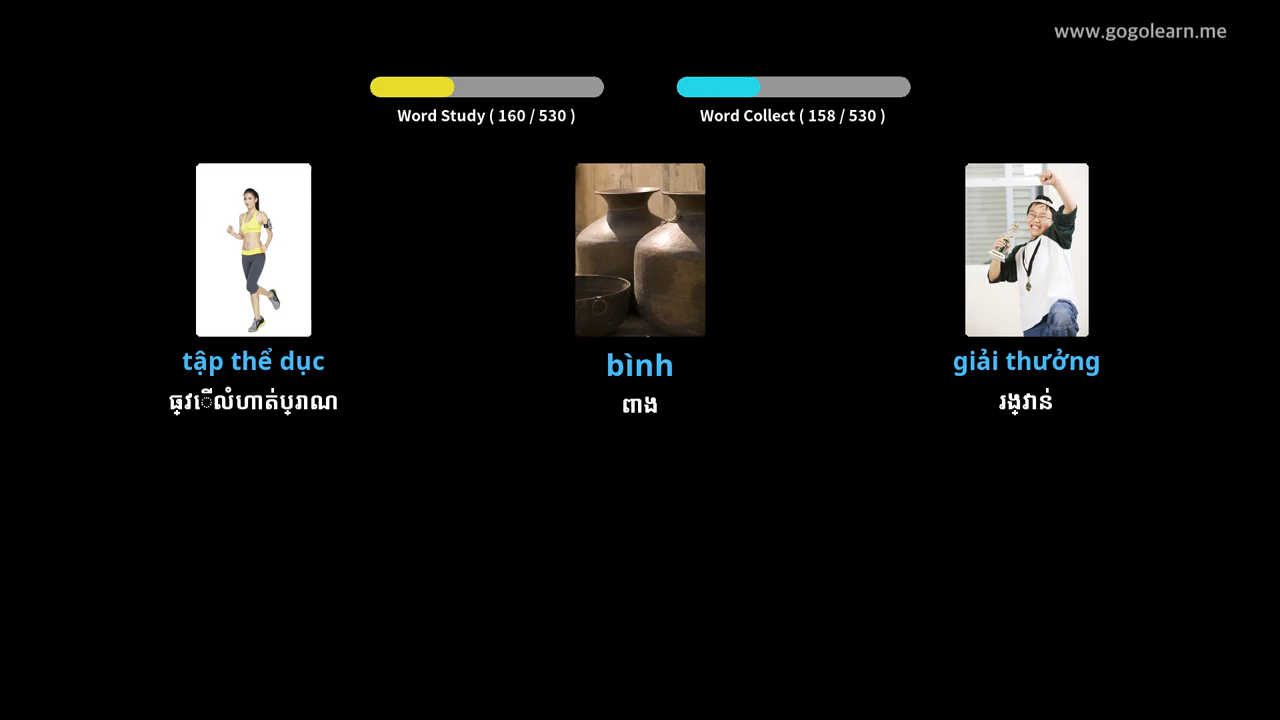 www.gogolearn.me
Word Study ( 160 / 530 )
Word Collect ( 158 / 530 )
tập thể dục
bình
giải thưởng
ធ្វើលំហាត់ប្រាណ
ពាង
រង្វាន់